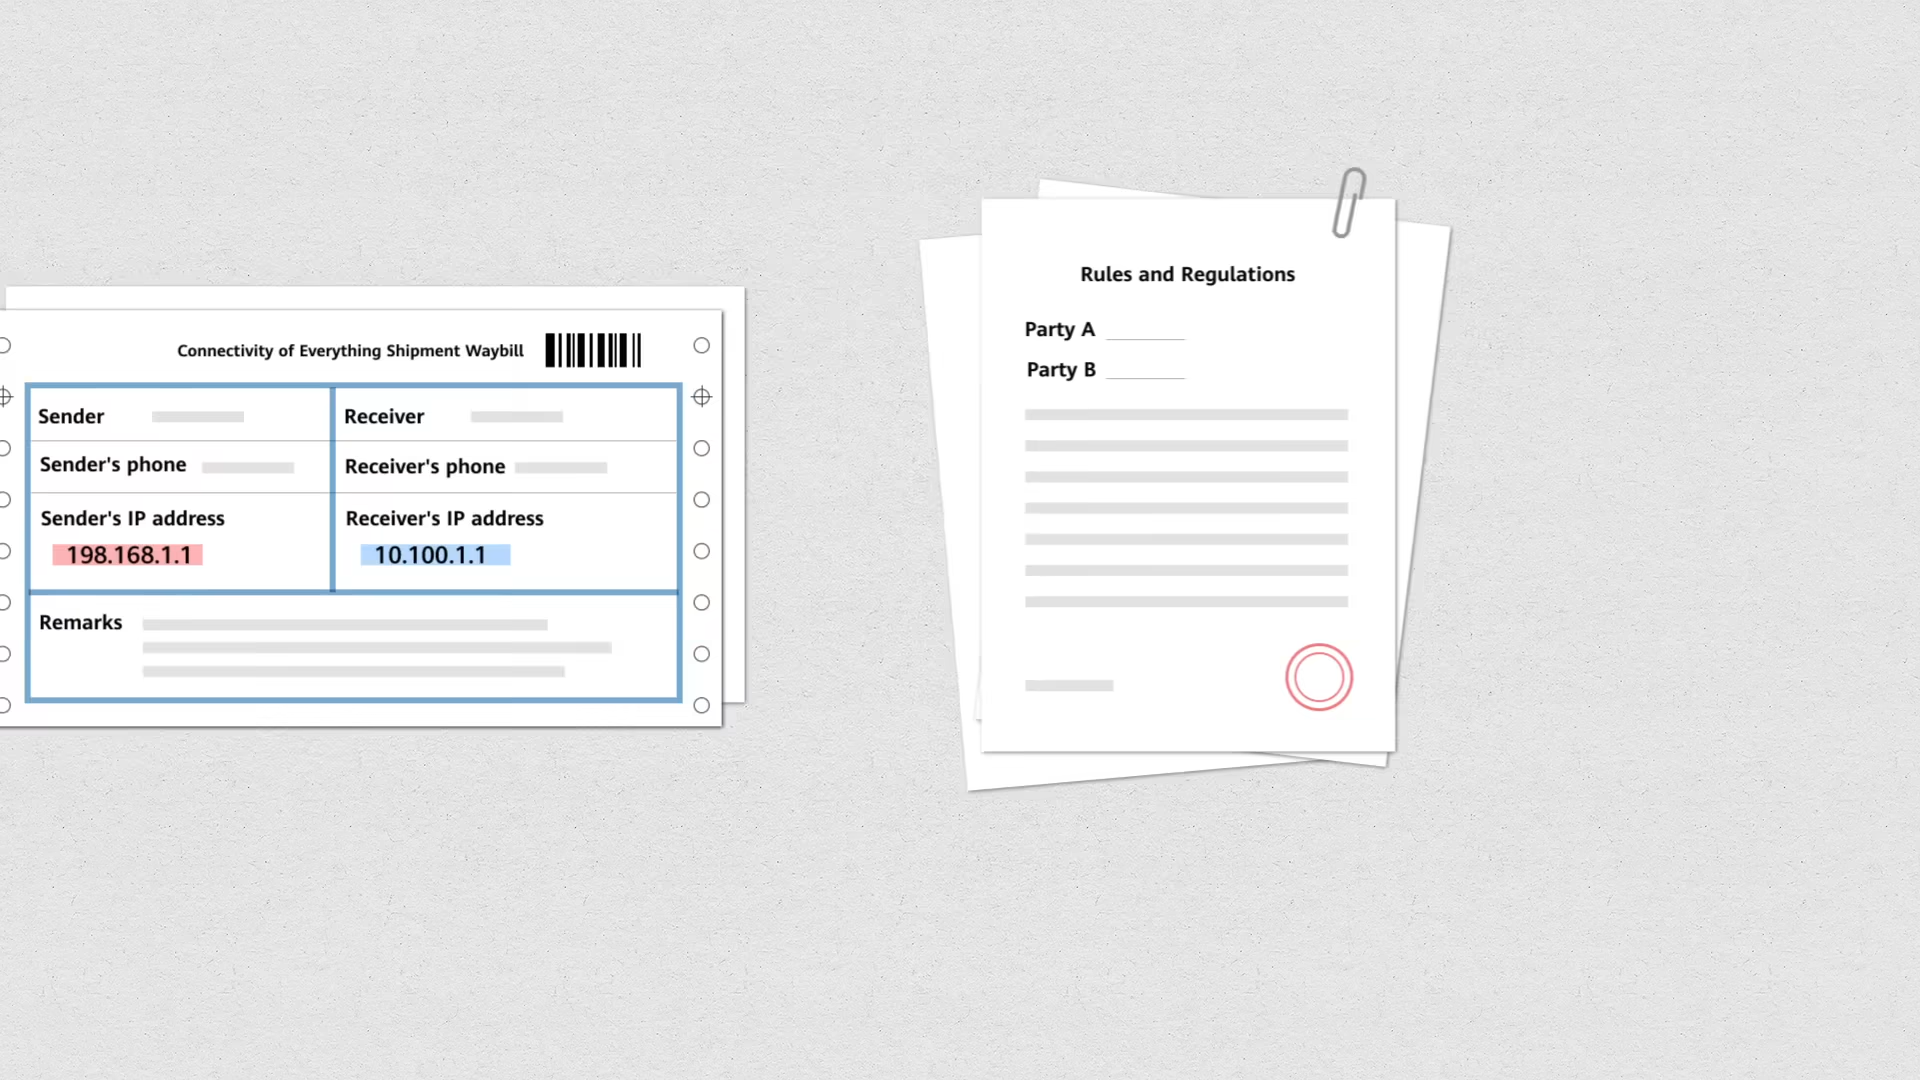 Connectivity of Everything Shipment Waybill
Sender
Receiver
Sender's phone
Receiver's phone
Sender's IP address
Receiver's IP address
198.168.1.1
10.100.1.1
Remarks
Rules and Regulations
Party A
Party B